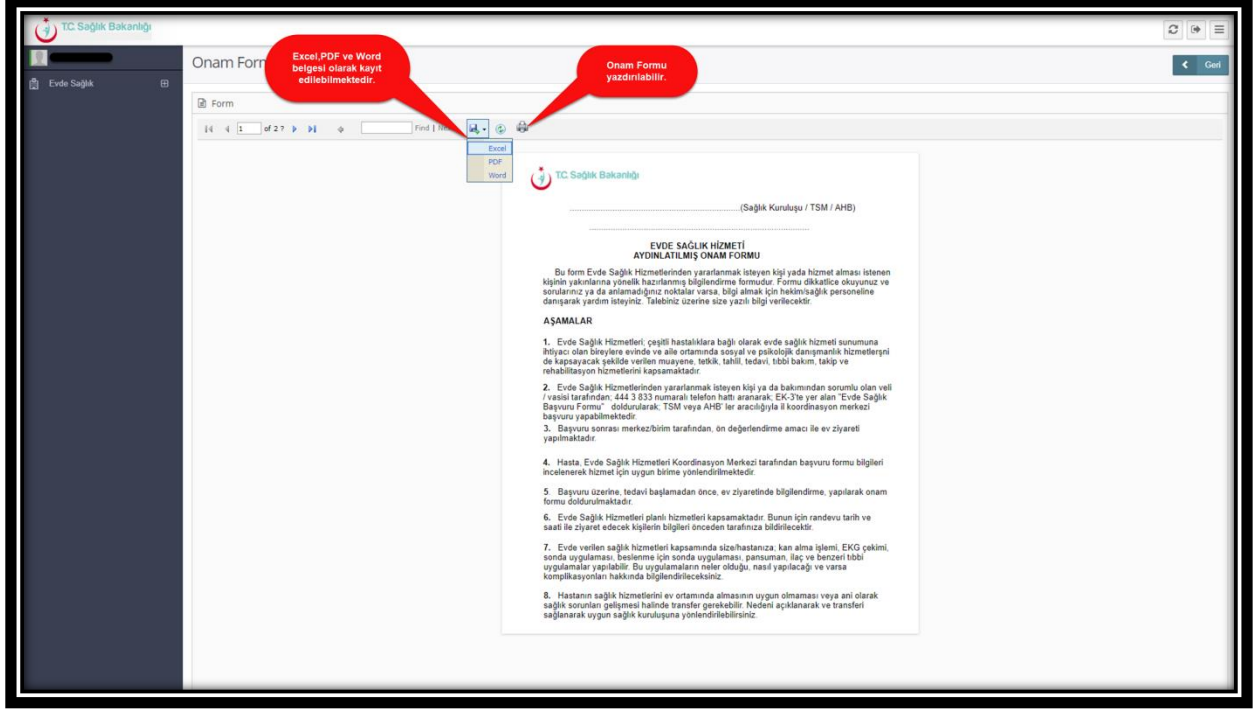 T.C. Sağlık Bakanlığı
Evde Sağlık
Onam Form
Excel,PDF ve Word
belgesi olarak kayıt
edilebilmektedir.
Onam Formu
yazdırılabilir.
Geri
Form
1 of 2 ? Find |
Excel
PDF
Word
T.C. Sağlık Bakanlığı
(Sağlık Kuruluşu / TSM / AHB)
EVDE SAĞLIK HİZMETİ
AYDINLATILMIŞ ONAM FORMU
Bu form Evde Sağlık Hizmetlerinden yararlanmak isteyen kişi yada hizmet alması istenen
kişinin yakınlarına yönelik hazırlanmış bilgilendirme formudur. Formu dikkatlice okuyunuz ve
sorularınız ya da anlamadığınız noktalar varsa, bilgi almak için hekim/sağlık personeline
danışarak yardım isteyiniz. Talebiniz üzerine size yazılı bilgi verilecektir.
AŞAMALAR
1. Evde Sağlık Hizmetleri; çeşitli hastalıklara bağlı olarak evde sağlık hizmeti sunumuna
ihtiyacı olan bireylere evinde ve aile ortamında sosyal ve psikolojik danışmanlık hizmetlerşni
de kapsayacak şekilde verilen muayene, tetkik, tahlil, tedavi, tıbbi bakım, takip ve
rehabilitasyon hizmetlerini kapsamaktadır.
2. Evde Sağlık Hizmetlerinden yararlanmak isteyen kişi ya da bakımından sorumlu olan veli
/ vasisi tarafından; 444 3 833 numaralı telefon hattı aranarak; EK-3'te yer alan "Evde Sağlık
Başvuru Formu" doldurularak; TSM veya AHB' ler aracılığıyla il koordinasyon merkezi
başvuru yapabilmektedir.
3. Başvuru sonrası merkez/birim tarafından, ön değerlendirme amacı ile ev ziyareti
yapılmaktadır.
4. Hasta, Evde Sağlık Hizmetleri Koordinasyon Merkezi tarafından başvuru formu bilgileri
incelenerek hizmet için uygun birime yönlendirilmektedir.
5. Başvuru üzerine, tedavi başlamadan önce, ev ziyaretinde bilgilendirme, yapılarak onam
formu doldurulmaktadır.
6. Evde Sağlık Hizmetleri planlı hizmetleri kapsamaktadır. Bunun için randevu tarih ve
saati ile ziyaret edecek kişilerin bilgileri önceden tarafınıza bildirilecektir.
7. Evde verilen sağlık hizmetleri kapsamında size/hastanıza; kan alma işlemi, EKG çekimi,
sonda uygulaması, beslenme için sonda uygulaması, pansuman, ilaç ve benzeri tıbbi
uygulamalar yapılabilir. Bu uygulamaların neler olduğu, nasıl yapılacağı ve varsa
komplikasyonları hakkında bilgilendirileceksiniz.
8. Hastanın sağlık hizmetlerini ev ortamında almasının uygun olmaması veya ani olarak
sağlık sorunları gelişmesi halinde transfer gerekebilir. Nedeni açıklanarak ve transferi
sağlanarak uygun sağlık kuruluşuna yönlendirilebilirsiniz.